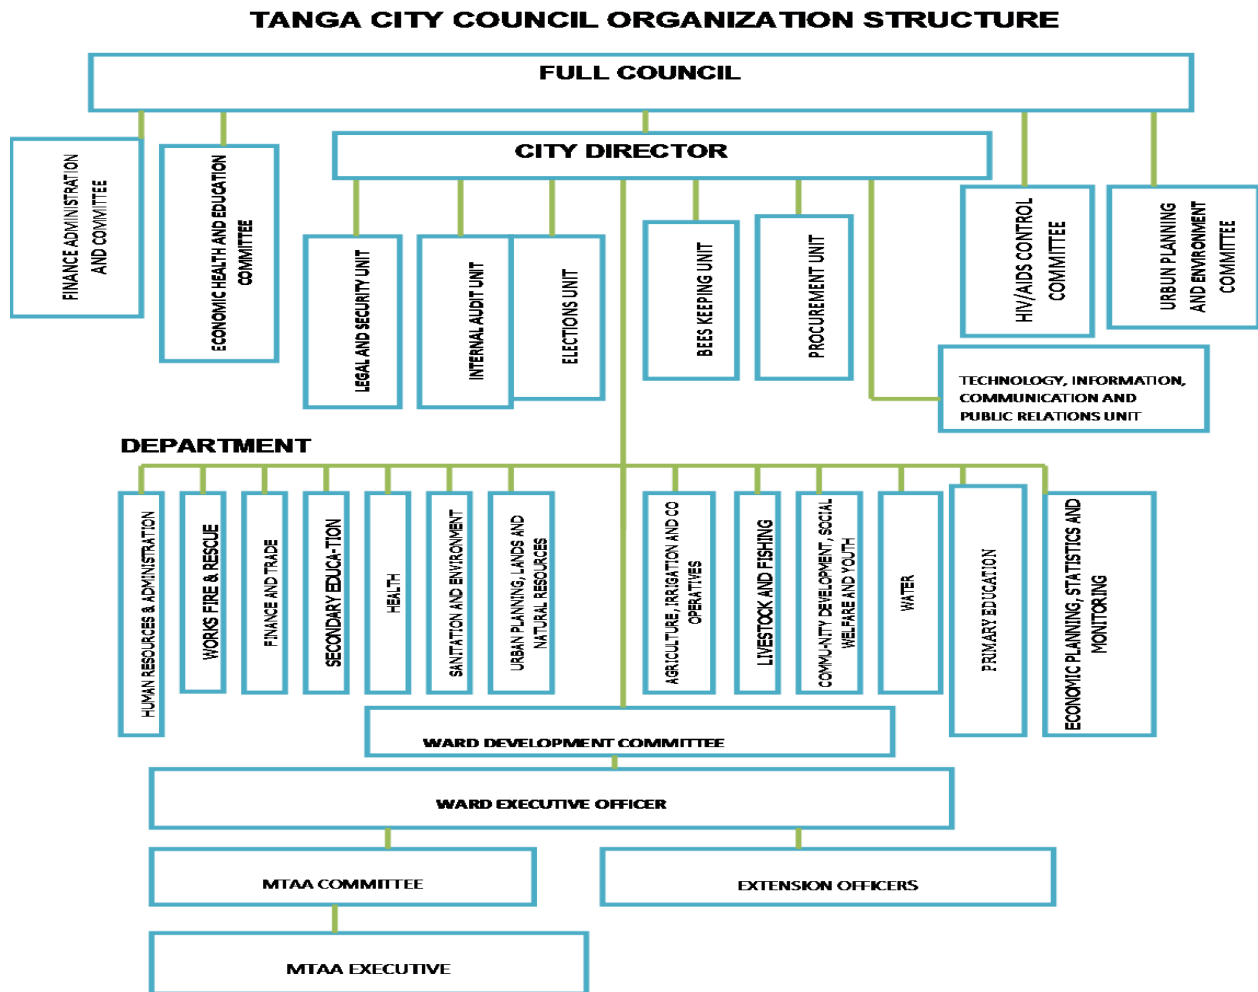 TANGA CITY COUNCIL ORGANIZATION STRUCTURE
FULL COUNCIL
CITY DIRECTOR
FINANCE ADMINISTRATION
AND COMMITTEE
ECONOMIC HEALTH AND EDUCATION
COMMITTEE
LEGAL AND SECURITY UNIT
INTERNAL AUDIT UNIT
ELECTIONS UNIT
BEES KEEPING UNIT
PROCUREMENT UNIT
HIV/AIDS CONTROL
COMMITTEE
URBUN PLANNING
AND ENVIRONMENT
COMMITTEE
TECHNOLOGY, INFORMATION,
COMMUNICATION AND
PUBLIC RELATIONS UNIT
DEPARTMENT
HUMAN RESOURCES & ADMINISTRATION
WORKS FIRE & RESCUE
FINANCE AND TRADE
SECONDARY EDUCA-TION
HEALTH
SANITATION AND ENVIRONMENT
URBAN PLANNING, LANDS AND
NATURAL RESOURCES
AGRICULTURE, IRRIGATION AND CO
OPERATIVES
LIVESTOCK AND FISHING
COMMU-NITY DEVELOPMENT, SOCIAL
WELFARE AND YOUTH
WATER
PRIMARY EDUCATION
ECONOMIC PLANNING, STATISTICS AND
MONITORING
WARD DEVELOPMENT COMMITTEE
WARD EXECUTIVE OFFICER
MTAA COMMITTEE
EXTENSION OFFICERS
MTAA EXECUTIVE